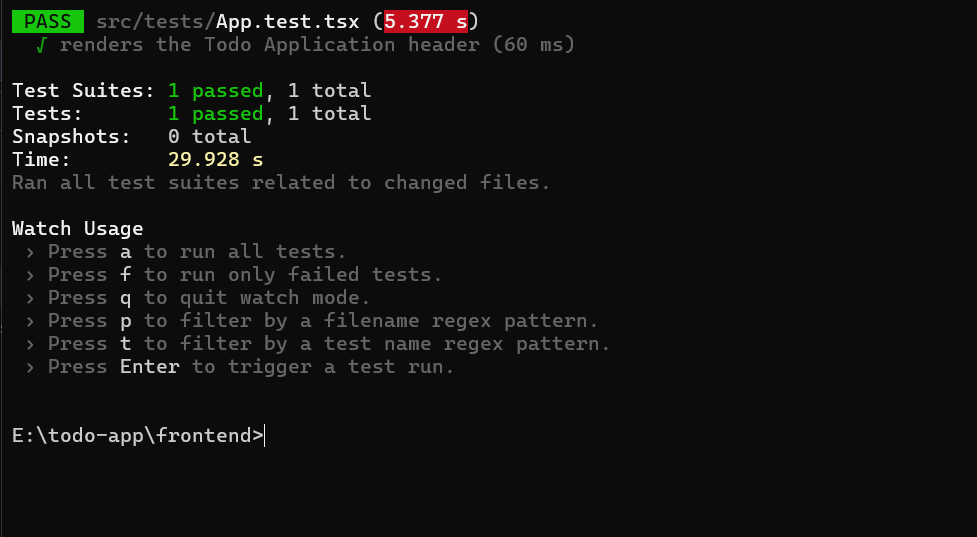 PASS src/tests/App.test.tsx (5.377 s)
√ renders the Todo Application header (60 ms)
Test Suites: 1 passed, 1 total
Tests: 1 passed, 1 total
Snapshots: 0 total
Time: 29.928 s
Ran all test suites related to changed files.
Watch Usage
› Press a to run all tests.
› Press f to run only failed tests.
› Press q to quit watch mode.
› Press p to filter by a filename regex pattern.
› Press t to filter by a test name regex pattern.
› Press Enter to trigger a test run.
E:\todo-app\frontend>